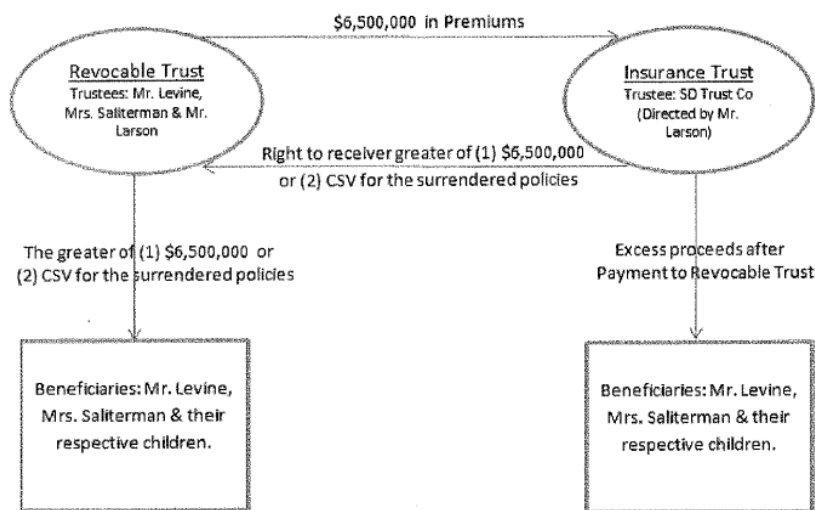 $6,500,000 in Premiums
Revocable Trust
Trustees: Mr. Levine,
Mrs. Saliterman & Mr.
Larson
Insurance Trust
Trustee: SD Trust Co
(Directed by Mr.
Larson)
Right to receiver greater of (1) $6,500,000
or (2) CSV for the surrendered policies
The greater of (1) $6,500,000 or
(2) CSV for the surrendered policies
Excess proceeds after
Payment to Revocable Trust
Beneficiaries: Mr. Levine,
Mrs. Saliterman & their
respective children.
Beneficiaries: Mr. Levine,
Mrs. Saliterman & their
respective children.